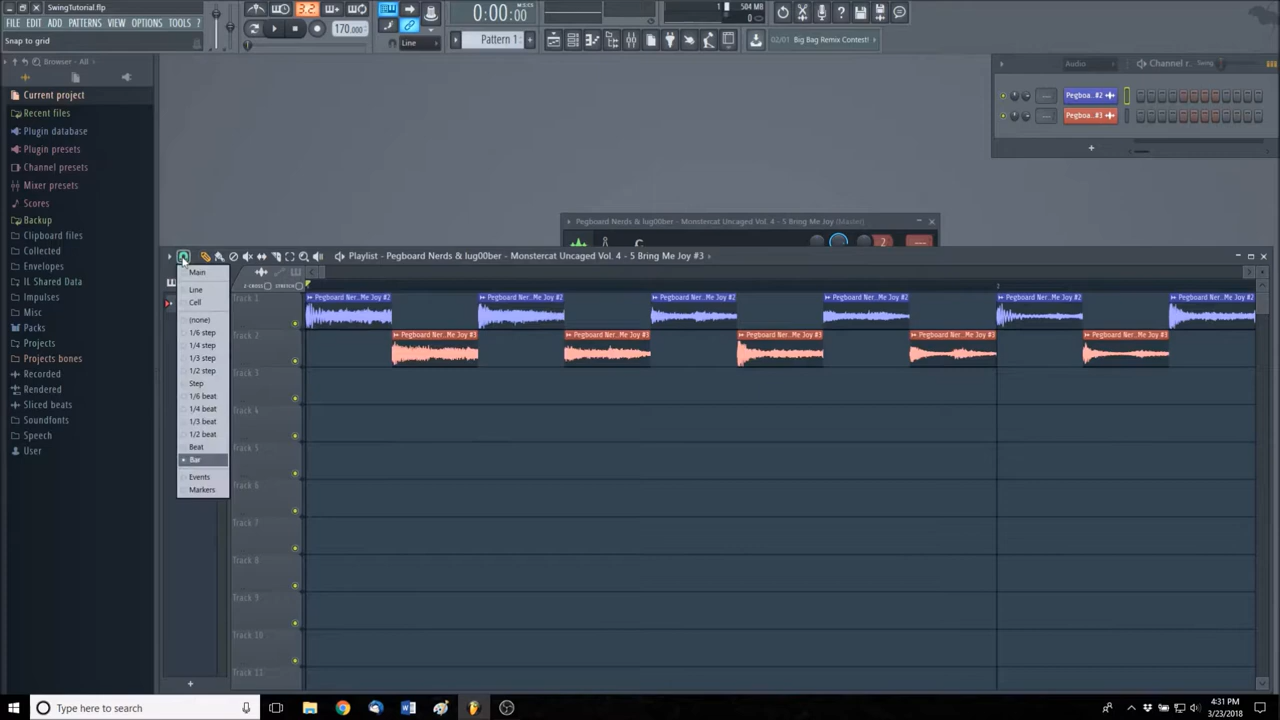 SwingTutorial.flp
FILE EDIT ADD PATTERNS VIEW OPTIONS TOOLS ?
Snap to grid
3.2
170.000
0:00:00
Line
Pattern 1
1
504 MB
0
02/01 Big Bag Remix Contest!
Browser - All
Current project
Recent files
Plugin database
Plugin presets
Channel presets
Mixer presets
Scores
Backup
Clipboard files
Collected
Envelopes
IL Shared Data
Impulses
Misc
Packs
Projects
Projects bones
Recorded
Rendered
Sliced beats
Soundfonts
Speech
User
Audio
Channel r..
Swing
Pegboa..#2
Pegboa..#3
Pegboard Nerds & lug00ber - Monstercat Uncaged Vol. 4 - 5 Bring Me Joy (Master)
2
Playlist - Pegboard Nerds & lug00ber - Monstercat Uncaged Vol. 4 - 5 Bring Me Joy #3
Main
Line
Cell
(none)
1/6 step
1/4 step
1/3 step
1/2 step
Step
1/6 beat
1/4 beat
1/3 beat
1/2 beat
Beat
Bar
Events
Markers
Z-CROSS
STRETCH
2
Track 1
Pegboard Ner..Me Joy #2
Pegboard Ner..Me Joy #2
Pegboard Ner..Me Joy #2
Pegboard Ner..Me Joy #2
Pegboard Ner..Me Joy #2
Pegboard Ner..Me Joy #2
Track 2
Pegboard Ner..Me Joy #3
Pegboard Ner..Me Joy #3
Pegboard Ner..Me Joy #3
Pegboard Ner..Me Joy #3
Pegboard Ner..Me Joy #3
Track 3
Track 4
Track 5
Track 6
Track 7
Track 8
Track 9
Track 10
Track 11
Type here to search
4:31 PM
3/23/2018